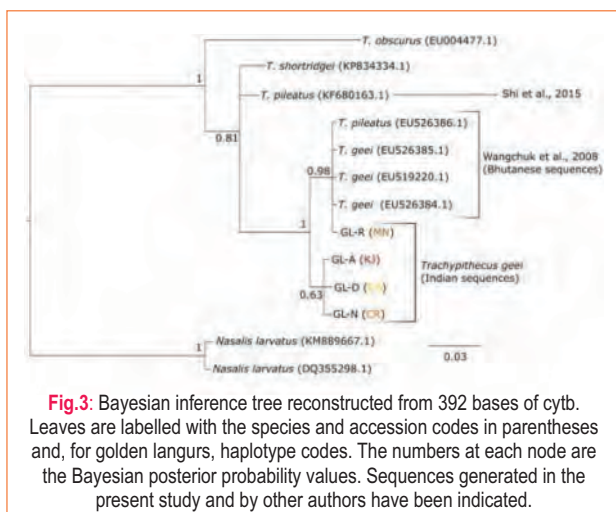 T. obscurus (EU004477.1)
1
T. shortridgei (KP834334.1)
T. pileatus (KF680163.1)
Shi et al., 2015
0.81
T. pileatus (EU526386.1)
T. geei (EU526385.1)
Wangchuk et al., 2008
(Bhutanese sequences)
0.98
T. geei (EU519220.1)
T. geei (EU526384.1)
1
GL-R (MN)
GL-A (KJ)
Trachypithecus geei
(Indian sequences)
GL-D
0.63
GL-N (CR)
Nasalis larvatus (KM889667.1)
1
0.03
Nasalis larvatus (DQ355298.1)
Fig.3: Bayesian inference tree reconstructed from 392 bases of cytb.
Leaves are labelled with the species and accession codes in parentheses
and, for golden langurs, haplotype codes. The numbers at each node are
the Bayesian posterior probability values. Sequences generated in the
present study and by other authors have been indicated.